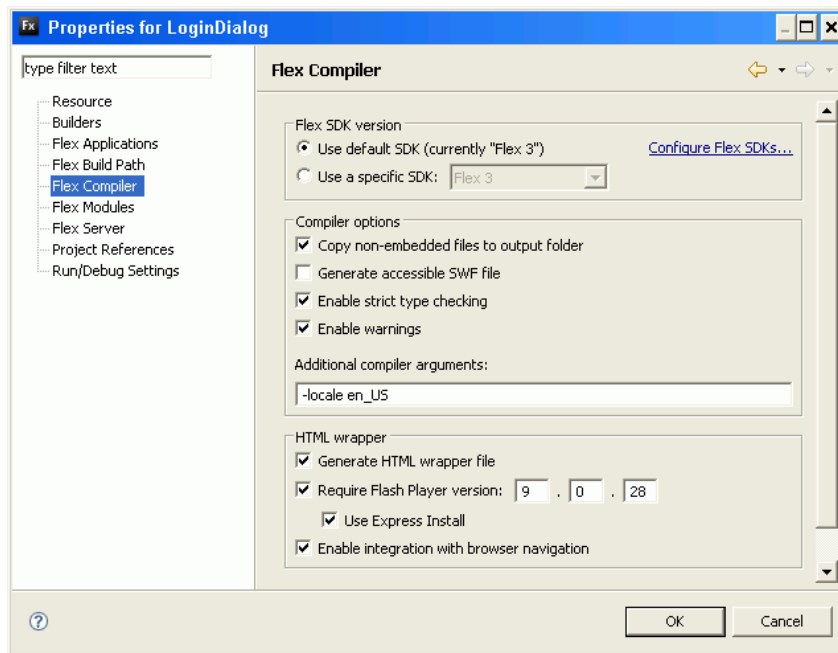 Fx Properties for LoginDialog
type filter text
Resource
Builders
Flex Applications
Flex Build Path
Flex Compiler
Flex Modules
Flex Server
Project References
Run/Debug Settings
Flex Compiler
Flex SDK version
Use default SDK (currently "Flex 3") Configure Flex SDKs...
Use a specific SDK: Flex 3
Compiler options
Copy non-embedded files to output folder
Generate accessible SWF file
Enable strict type checking
Enable warnings
Additional compiler arguments:
-locale en_US
HTML wrapper
Generate HTML wrapper file
Require Flash Player version: 9 . 0 . 28
Use Express Install
Enable integration with browser navigation
? OK Cancel